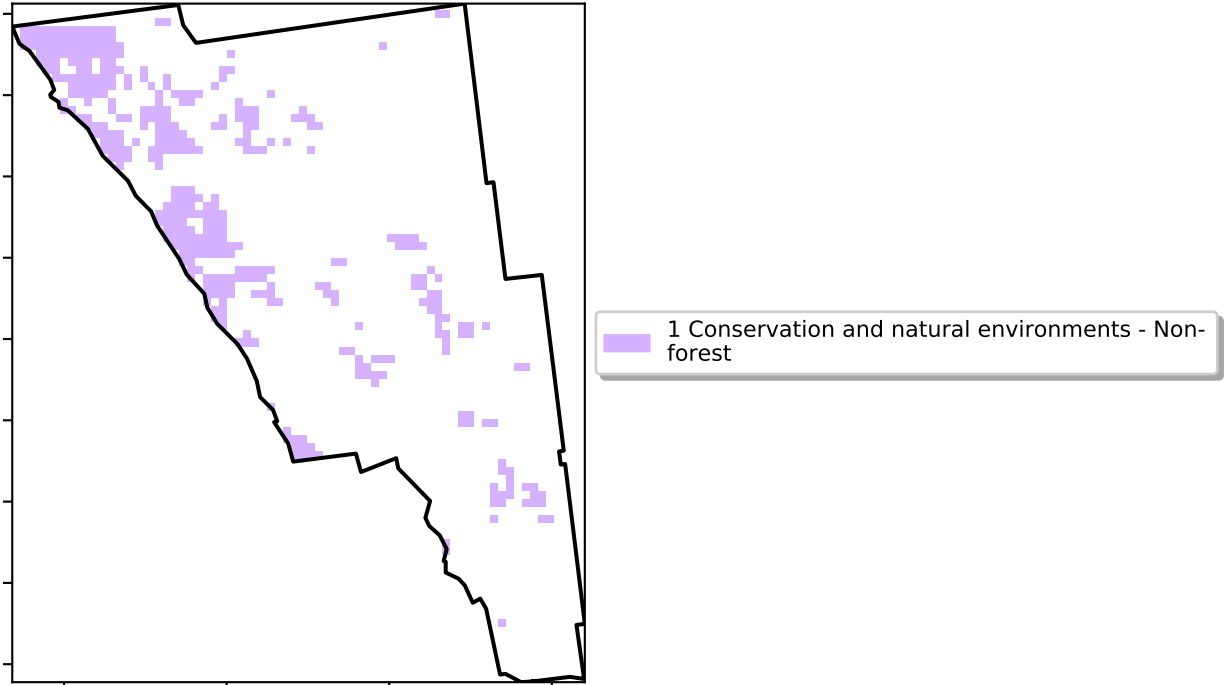 1 Conservation and natural environments - Non-
forest